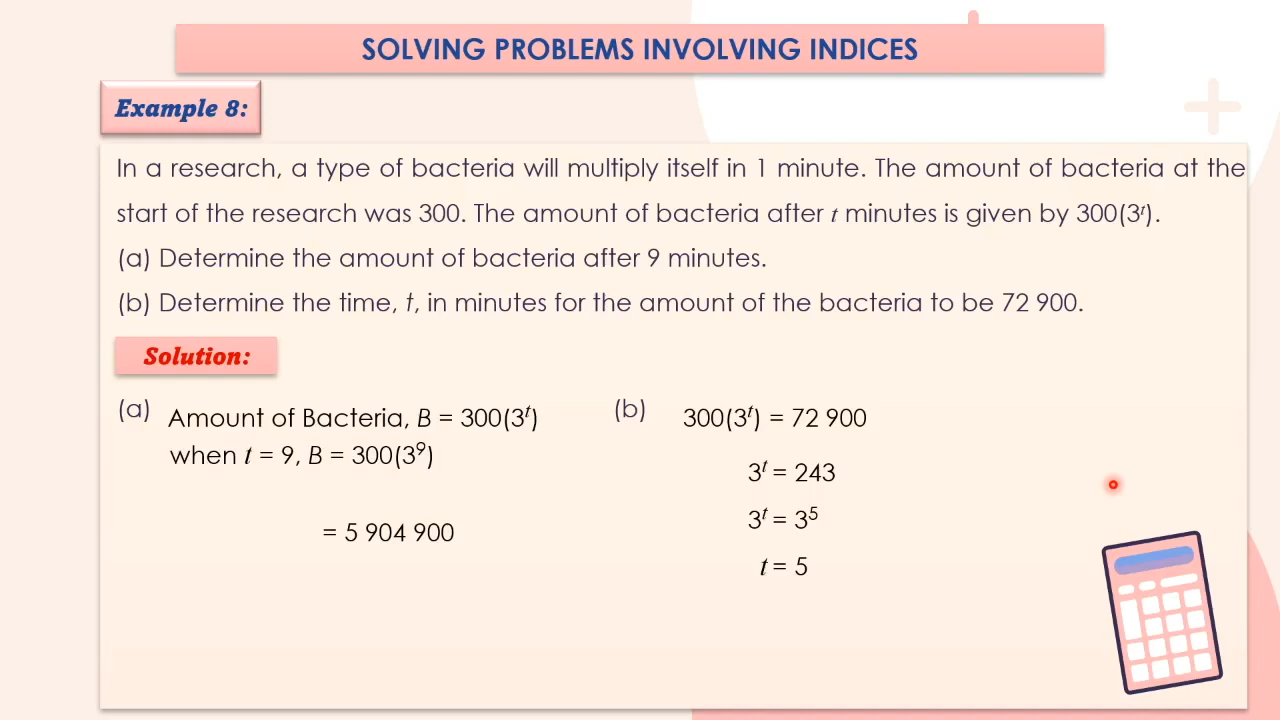 SOLVING PROBLEMS INVOLVING INDICES
Example 8:
In a research, a type of bacteria will multiply itself in 1 minute. The amount of bacteria at the
start of the research was 300. The amount of bacteria after t minutes is given by 300(3ᵗ).
(a) Determine the amount of bacteria after 9 minutes.
(b) Determine the time, t, in minutes for the amount of the bacteria to be 72 900.
Solution:
(a) Amount of Bacteria, B = 300(3ᵗ)
when t = 9, B = 300(3⁹)
= 5 904 900
(b) 300(3ᵗ) = 72 900
3ᵗ = 243
3ᵗ = 3⁵
t = 5